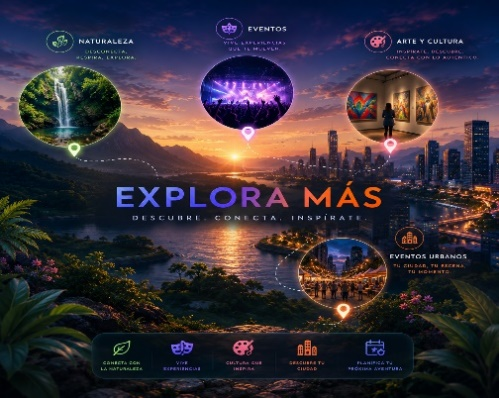 NATURALEZA
DESCONECTA,
RESPIRA, EXPLORA.
EVENTOS
VIVE EXPERIENCIAS
QUE TE MUEVEN.
ARTE Y CULTURA
INSPÍRATE, DESCUBRE,
CONECTA CON LO AUTÉNTICO.
EXPLORA MÁS
DESCUBRE. CONECTA. INSPÍRATE.
EVENTOS URBANOS
TU CIUDAD, TU ESCENA,
TU MOMENTO.
CONECTA CON
LA NATURALEZA
VIVE
EXPERIENCIAS
CULTURA QUE
INSPIRA
DESCUBRE TU
CIUDAD
PLANIFICA TU
PRÓXIMA AVENTURA